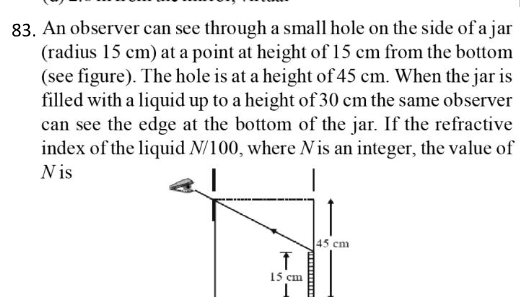 83. An observer can see through a small hole on the side of a jar
(radius 15 cm) at a point at height of 15 cm from the bottom
(see figure). The hole is at a height of 45 cm. When the jar is
filled with a liquid up to a height of 30 cm the same observer
can see the edge at the bottom of the jar. If the refractive
index of the liquid N/100, where N is an integer, the value of
N is
45 cm
15 cm